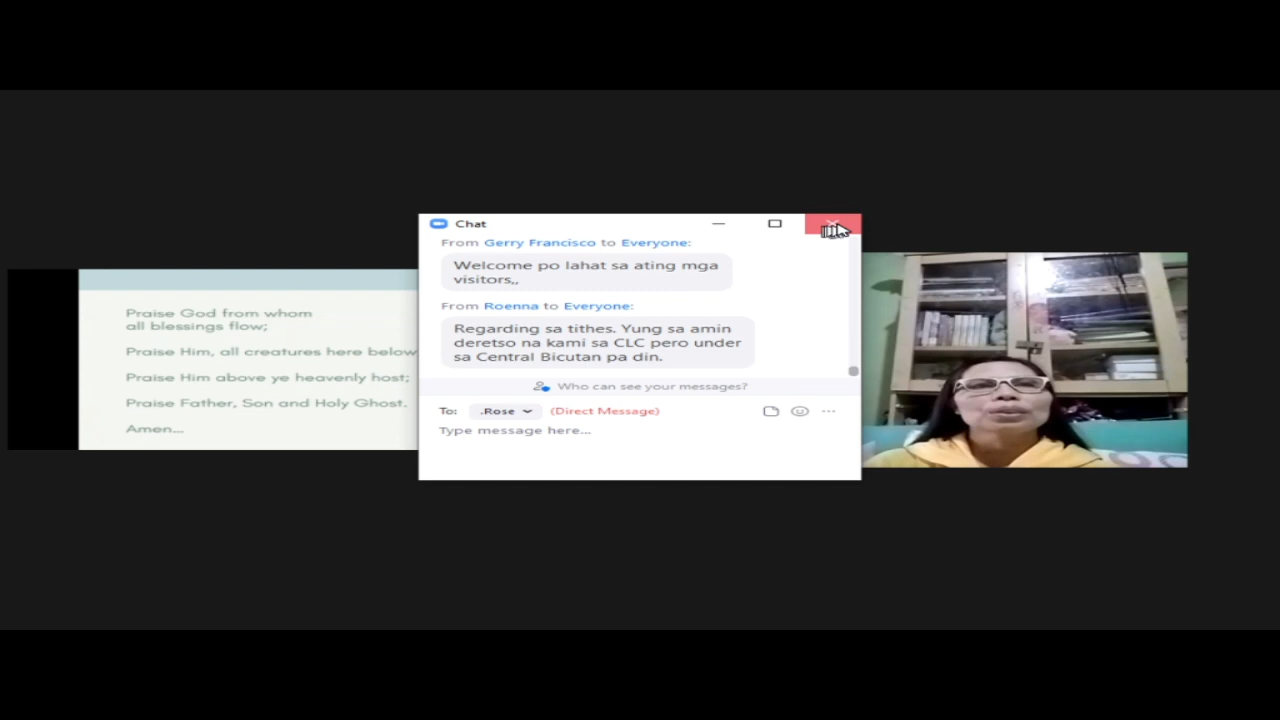 Praise God from whom
all blessings flow;
Praise Him, all creatures here below
Praise Him above ye heavenly host;
Praise Father, Son and Holy Ghost.
Amen...
Chat
From Gerry Francisco to Everyone:
Welcome po lahat sa ating mga
visitors,,
From Roenna to Everyone:
Regarding sa tithes. Yung sa amin
deretso na kami sa CLC pero under
sa Central Bicutan pa din.
Who can see your messages?
To: .Rose (Direct Message)
Type message here...